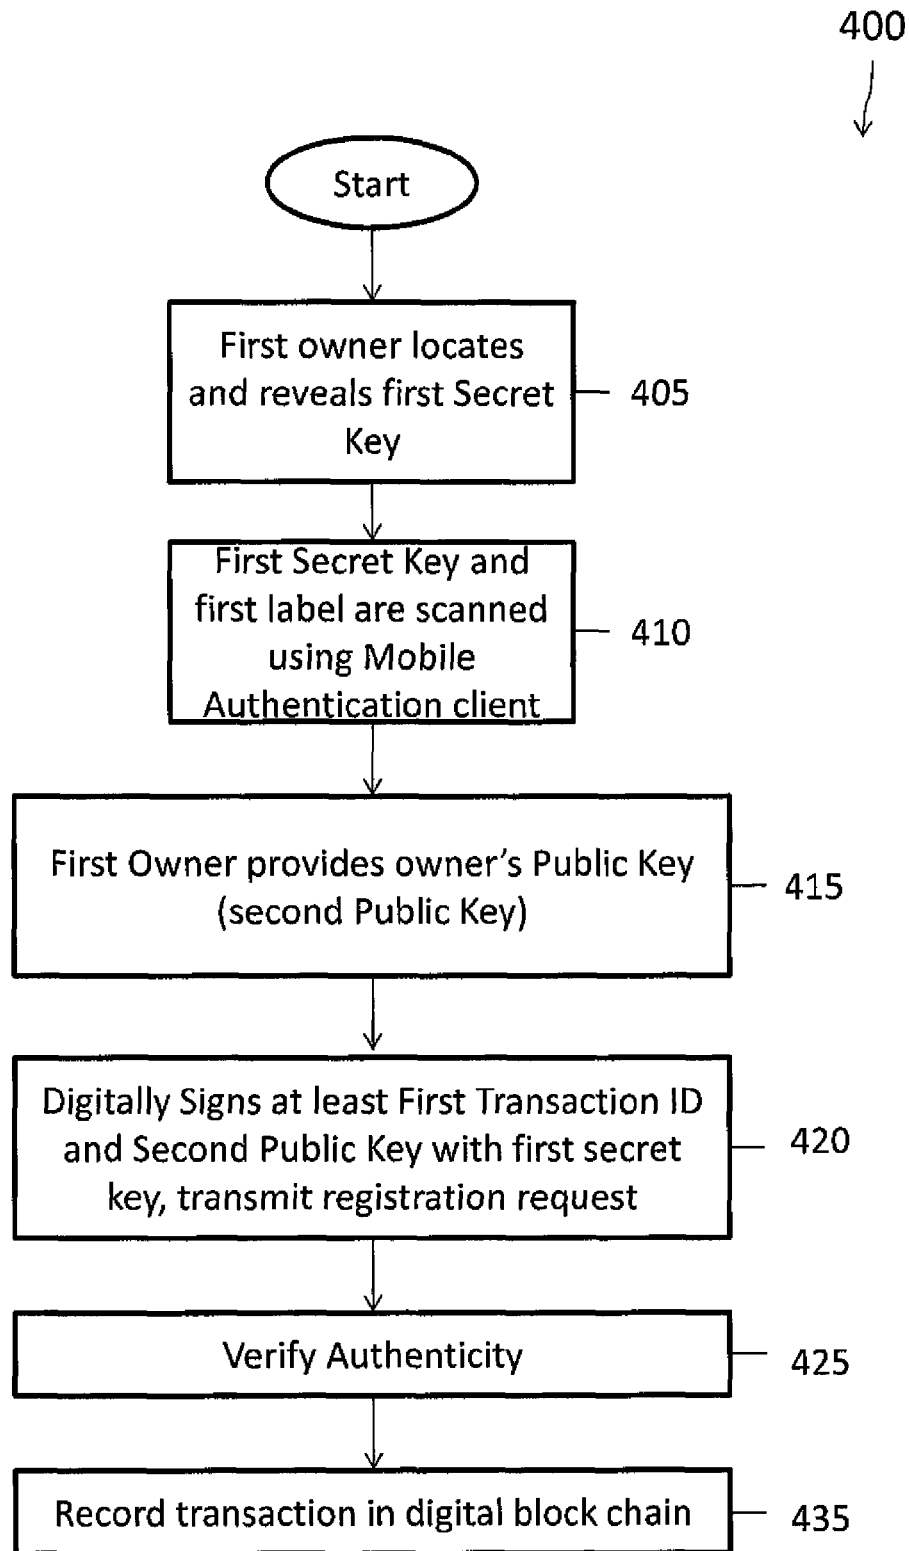 400
Start
First owner locates
and reveals first Secret
Key
405
First Secret Key and
first label are scanned
using Mobile
Authentication client
410
First Owner provides owner's Public Key
(second Public Key)
415
Digitally Signs at least First Transaction ID
and Second Public Key with first secret
key, transmit registration request
420
Verify Authenticity
425
Record transaction in digital block chain
435